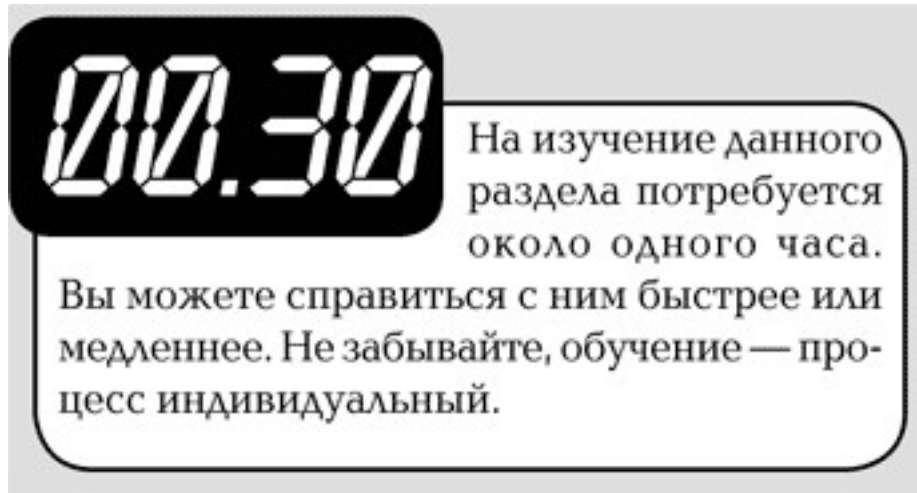 00.30
На изучение данного
раздела потребуется
около одного часа.
Вы можете справиться с ним быстрее или
медленнее. Не забывайте, обучение — про-
цесс индивидуальный.